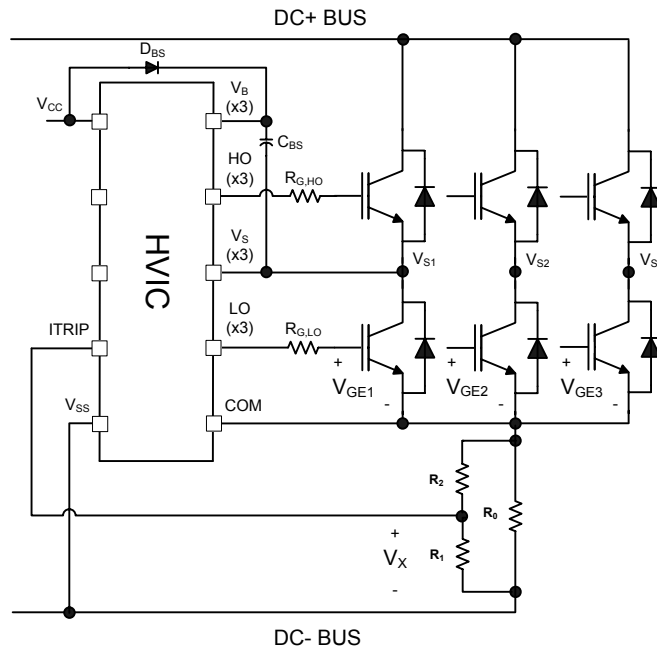 DC+ BUS
D_BS
V_CC
V_B
(x3)
C_BS
HO
(x3)
R_G,HO
HVIC
V_S
(x3)
V_S1
V_S2
V_S
LO
(x3)
R_G,LO
ITRIP
+
V_GE1
-
+
V_GE2
-
+
V_GE3
-
V_SS
COM
R_2
R_0
+
V_X
-
R_1
DC- BUS